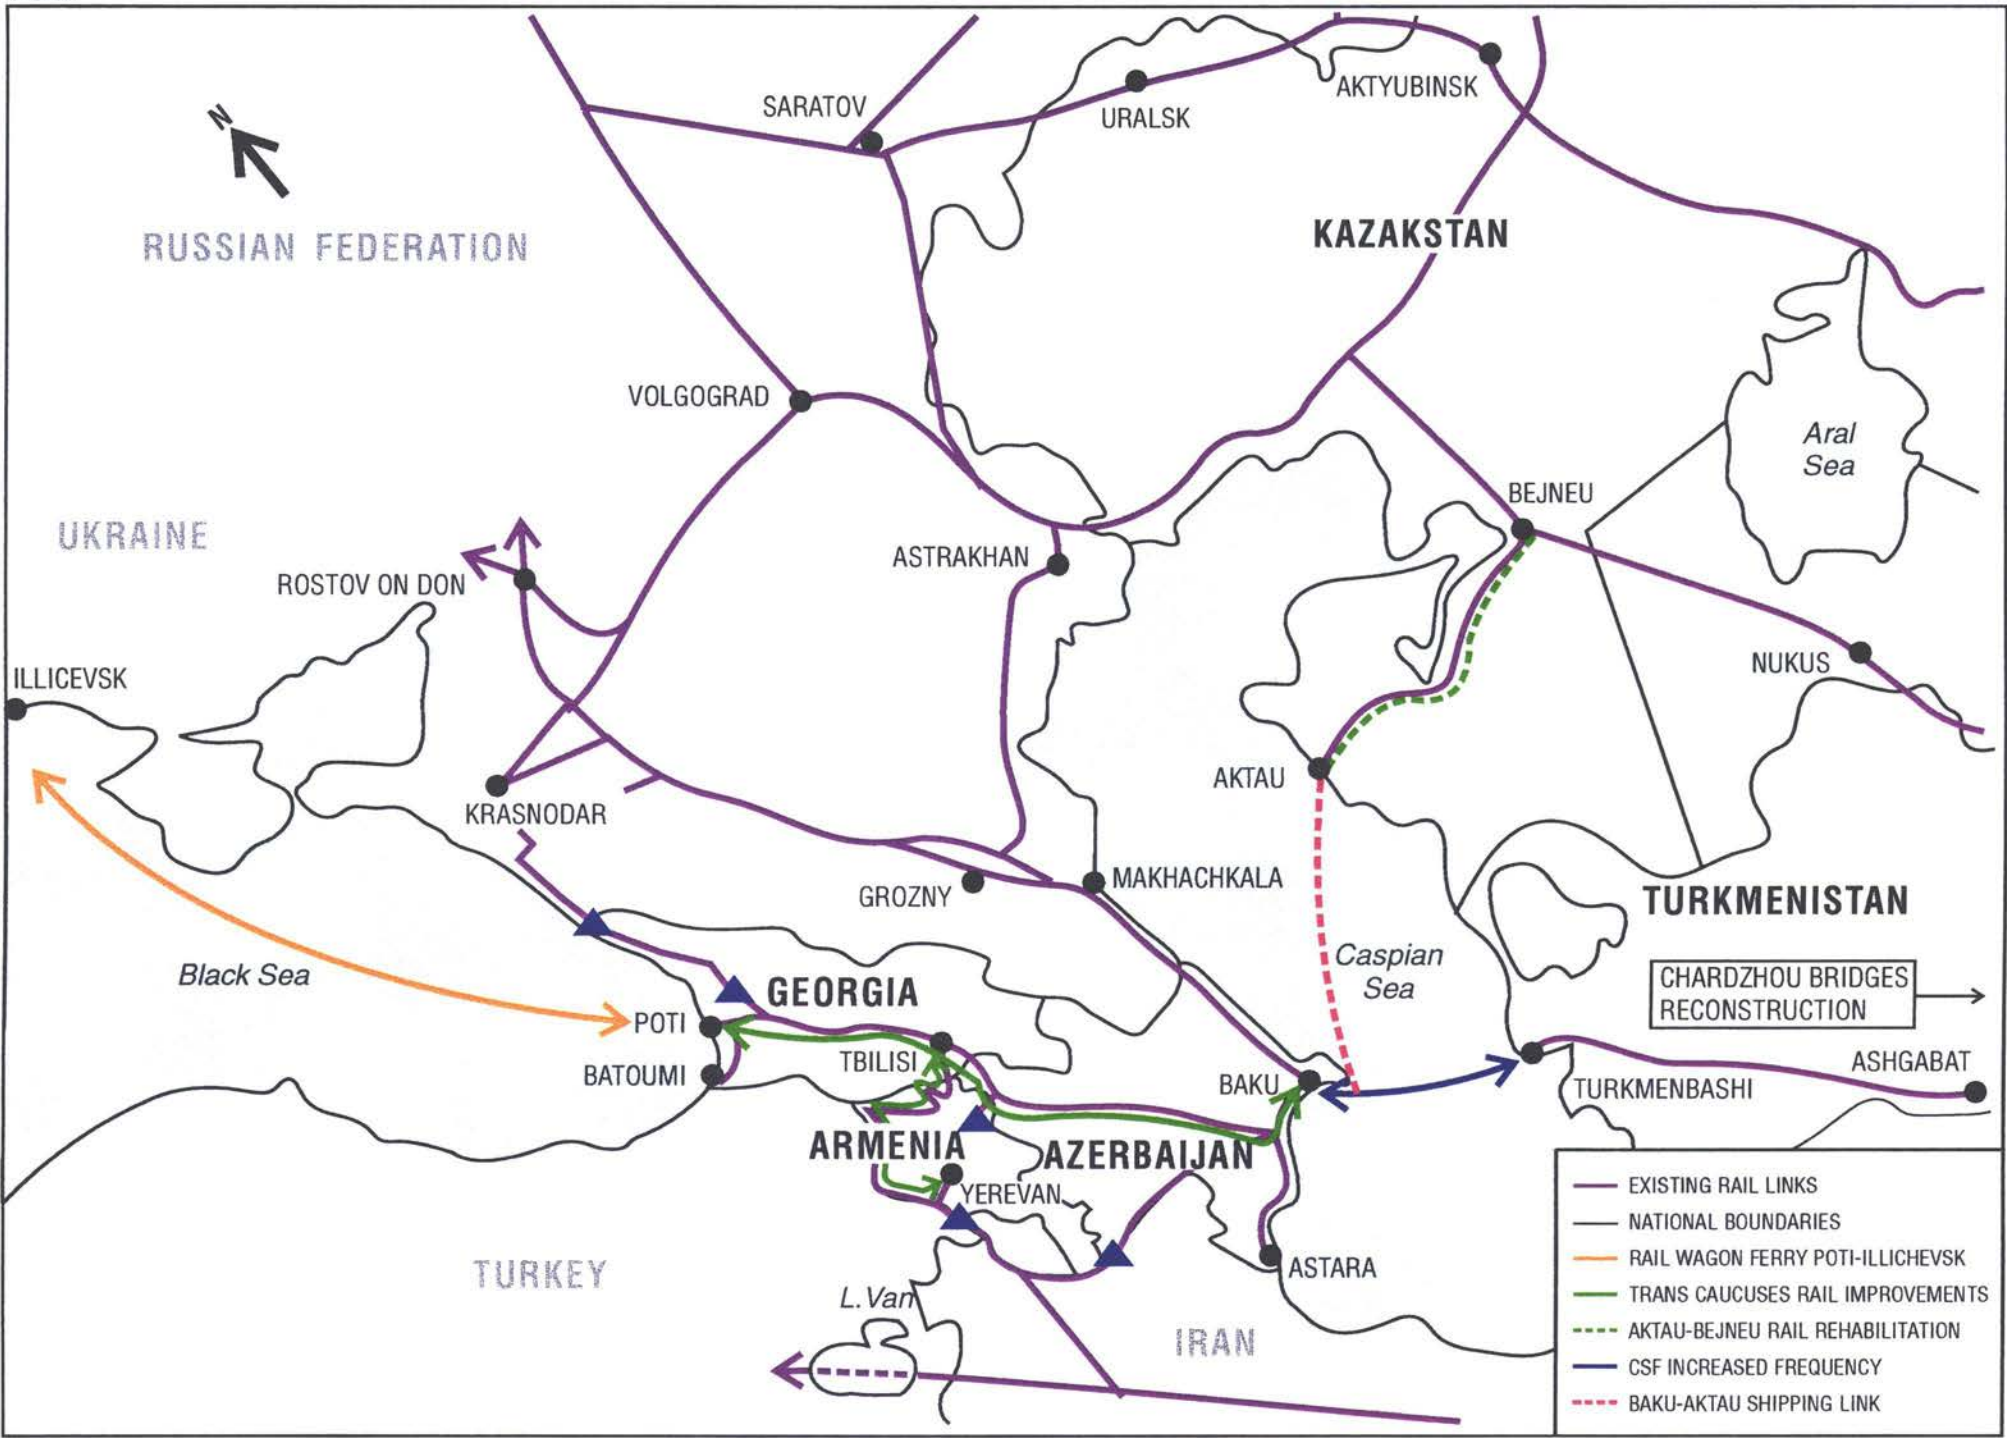 N
SARATOV
URALSK
AKTYUBINSK
RUSSIAN FEDERATION
KAZAKSTAN
VOLGOGRAD
Aral
Sea
BEJNEU
UKRAINE
ASTRAKHAN
ROSTOV ON DON
NUKUS
ILLICEVSK
AKTAU
KRASNODAR
GROZNY
MAKHACHKALA
TURKMENISTAN
Black Sea
Caspian
Sea
CHARDZHOU BRIDGES
RECONSTRUCTION
GEORGIA
POTI
TBILISI
BATOUMI
BAKU
TURKMENBASHI
ASHGABAT
ARMENIA
AZERBAIJAN
YEREVAN
ASTARA
TURKEY
L.Van
IRAN
EXISTING RAIL LINKS
NATIONAL BOUNDARIES
RAIL WAGON FERRY POTI-ILLICHEVSK
TRANS CAUCUSES RAIL IMPROVEMENTS
AKTAU-BEJNEU RAIL REHABILITATION
CSF INCREASED FREQUENCY
BAKU-AKTAU SHIPPING LINK